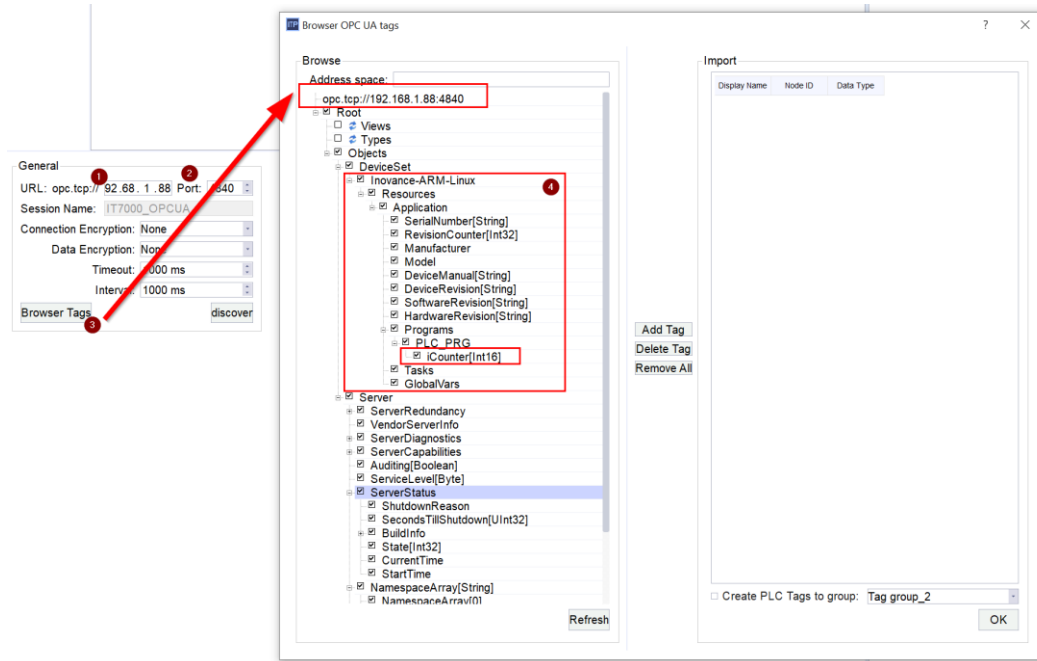 ITP Browser OPC UA tags ? ×
Browse
Address space:
opc.tcp://192.168.1.88:4840
Root
Views
Types
Objects
DeviceSet
Inovance-ARM-Linux
4
Resources
Application
SerialNumber[String]
RevisionCounter[Int32]
Manufacturer
Model
DeviceManual[String]
DeviceRevision[String]
SoftwareRevision[String]
HardwareRevision[String]
Programs
PLC_PRG
iCounter[Int16]
Tasks
GlobalVars
Server
ServerRedundancy
VendorServerInfo
ServerDiagnostics
ServerCapabilities
Auditing[Boolean]
ServiceLevel[Byte]
ServerStatus
ShutdownReason
SecondsTillShutdown[UInt32]
BuildInfo
State[Int32]
CurrentTime
StartTime
NamespaceArray[String]
NamespaceArray[0]
Refresh
General
1 2
URL: opc.tcp:// 92.68. 1 .88 Port: 4840
Session Name: IT7000_OPCUA
Connection Encryption: None
Data Encryption: None
Timeout: 1000 ms
Interval: 1000 ms
Browser Tags discover
3
Add Tag
Delete Tag
Remove All
Import
Display Name Node ID Data Type
Create PLC Tags to group: Tag group_2
OK